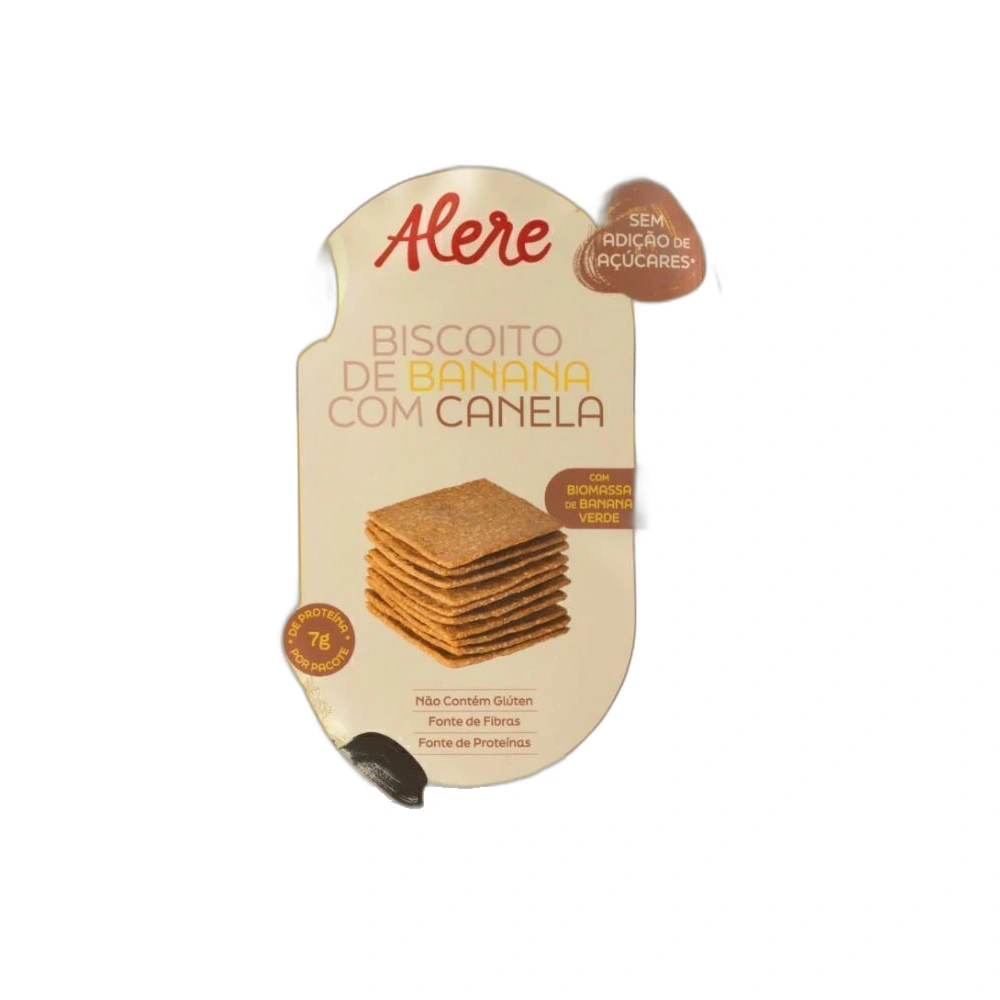 Alere
SEM
ADIÇÃO DE
AÇÚCARES*
BISCOITO
DE BANANA
COM CANELA
COM
BIOMASSA
DE BANANA
VERDE
DE PROTEÍNA
7g
POR PACOTE
Não Contém Glúten
Fonte de Fibras
Fonte de Proteínas